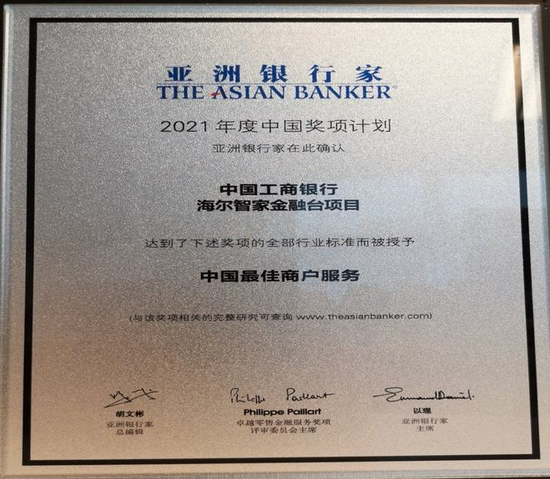 亚洲银行家
THE ASIAN BANKER
2021 年度中国奖项计划
亚洲银行家在此确认
中国工商银行
海尔智家金融台项目
达到了下述奖项的全部行业标准而被授予
中国最佳商户服务
(与该奖项相关的完整研究可查询 www.theasianbanker.com)
胡文彬 Philippe Paillart 以理
亚洲银行家 卓越零售金融服务奖项 亚洲银行家
总编辑 评审委员会主席 主席